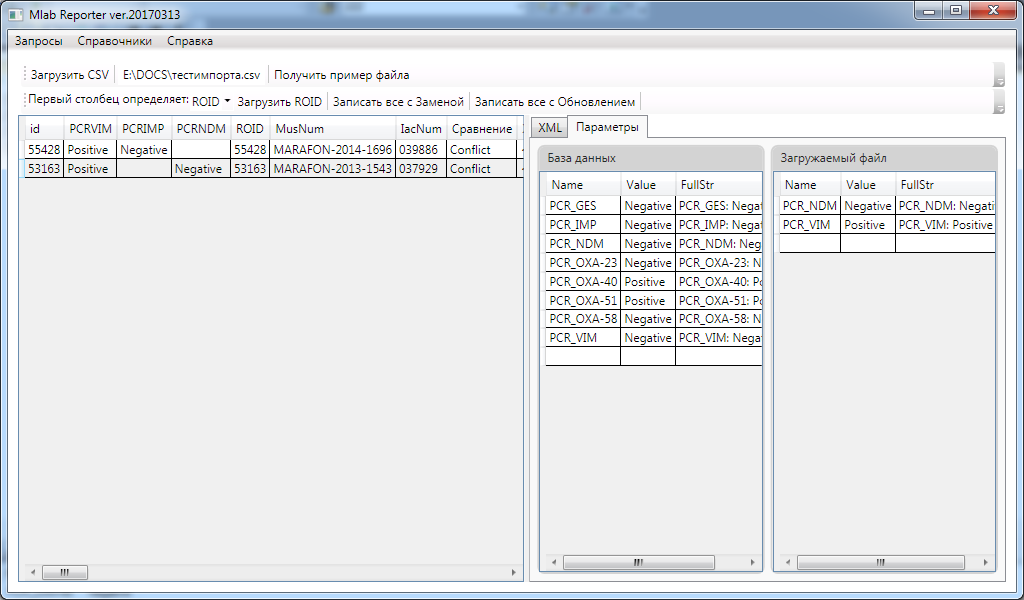 Mlab Reporter ver.20170313
Запросы Справочники Справка
Загрузить CSV E:\DOCS\тестимпорта.csv Получить пример файла
Первый столбец определяет: ROID Загрузить ROID Записать все с Заменой Записать все с Обновлением
id PCRVIM PCRIMP PCRNDM ROID MusNum IacNum Сравнение
55428 Positive Negative 55428 MARAFON-2014-1696 039886 Conflict
53163 Positive Negative 53163 MARAFON-2013-1543 037929 Conflict
XML Параметры
База данных
Name Value FullStr
PCR_GES Negative PCR_GES: Negat
PCR_IMP Negative PCR_IMP: Negat
PCR_NDM Negative PCR_NDM: Neg
PCR_OXA-23 Negative PCR_OXA-23: N
PCR_OXA-40 Positive PCR_OXA-40: Po
PCR_OXA-51 Positive PCR_OXA-51: Po
PCR_OXA-58 Negative PCR_OXA-58: N
PCR_VIM Negative PCR_VIM: Negat
Загружаемый файл
Name Value FullStr
PCR_NDM Negative PCR_NDM: Negati
PCR_VIM Positive PCR_VIM: Positive